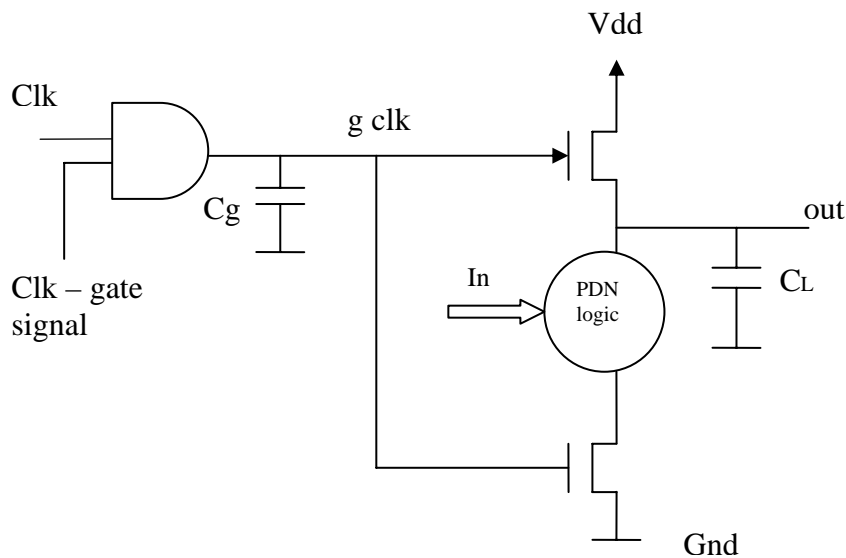 Vdd
Clk
g clk
Cg
out
In
PDN
logic
CL
Clk – gate
signal
Gnd